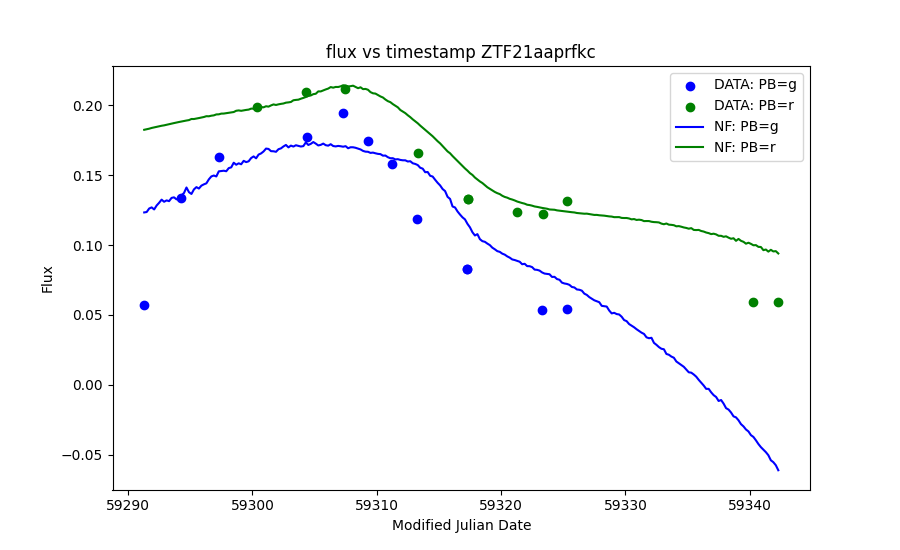 flux vs timestamp ZTF21aaprfkc
DATA: PB=g
DATA: PB=r
NF: PB=g
NF: PB=r
0.20
0.15
0.10
0.05
0.00
−0.05
Flux
59290 59300 59310 59320 59330 59340
Modified Julian Date